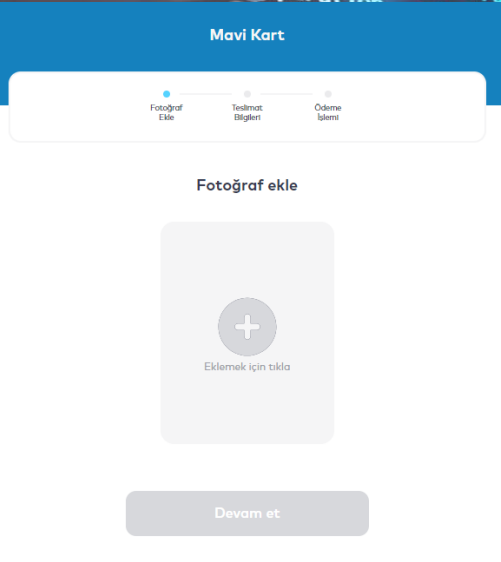 Mavi Kart
Fotoğraf
Ekle
Teslimat
Bilgileri
Ödeme
İşlemi
Fotoğraf ekle
Eklemek için tıkla
Devam et